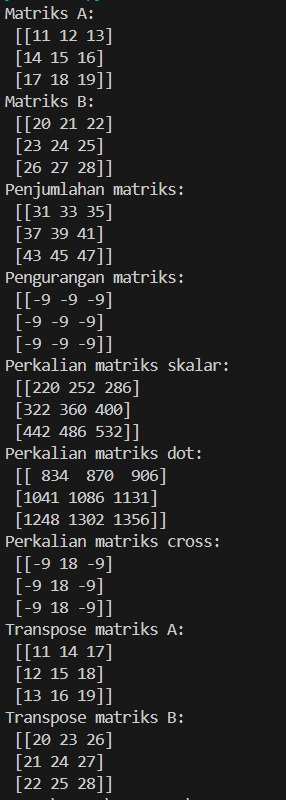 Matriks A:
[[11 12 13]
[14 15 16]
[17 18 19]]
Matriks B:
[[20 21 22]
[23 24 25]
[26 27 28]]
Penjumlahan matriks:
[[31 33 35]
[37 39 41]
[43 45 47]]
Pengurangan matriks:
[[-9 -9 -9]
[-9 -9 -9]
[-9 -9 -9]]
Perkalian matriks skalar:
[[220 252 286]
[322 360 400]
[442 486 532]]
Perkalian matriks dot:
[[ 834  870  906]
[1041 1086 1131]
[1248 1302 1356]]
Perkalian matriks cross:
[[-9 18 -9]
[-9 18 -9]
[-9 18 -9]]
Transpose matriks A:
[[11 14 17]
[12 15 18]
[13 16 19]]
Transpose matriks B:
[[20 23 26]
[21 24 27]
[22 25 28]]